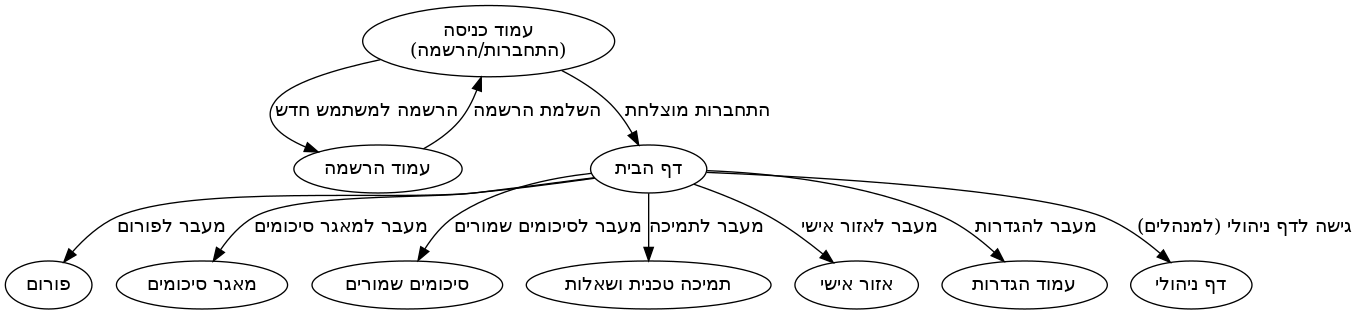 עמוד כניסה
(התחברות/הרשמה)
הרשמה למשתמש חדש
השלמת הרשמה
התחברות מוצלחת
עמוד הרשמה
דף הבית
מעבר לפורום
מעבר למאגר סיכומים
מעבר לסיכומים שמורים
מעבר לתמיכה
מעבר לאזור אישי
מעבר להגדרות
גישה לדף ניהולי (למנהלים)
פורום
מאגר סיכומים
סיכומים שמורים
תמיכה טכנית ושאלות
אזור אישי
עמוד הגדרות
דף ניהולי